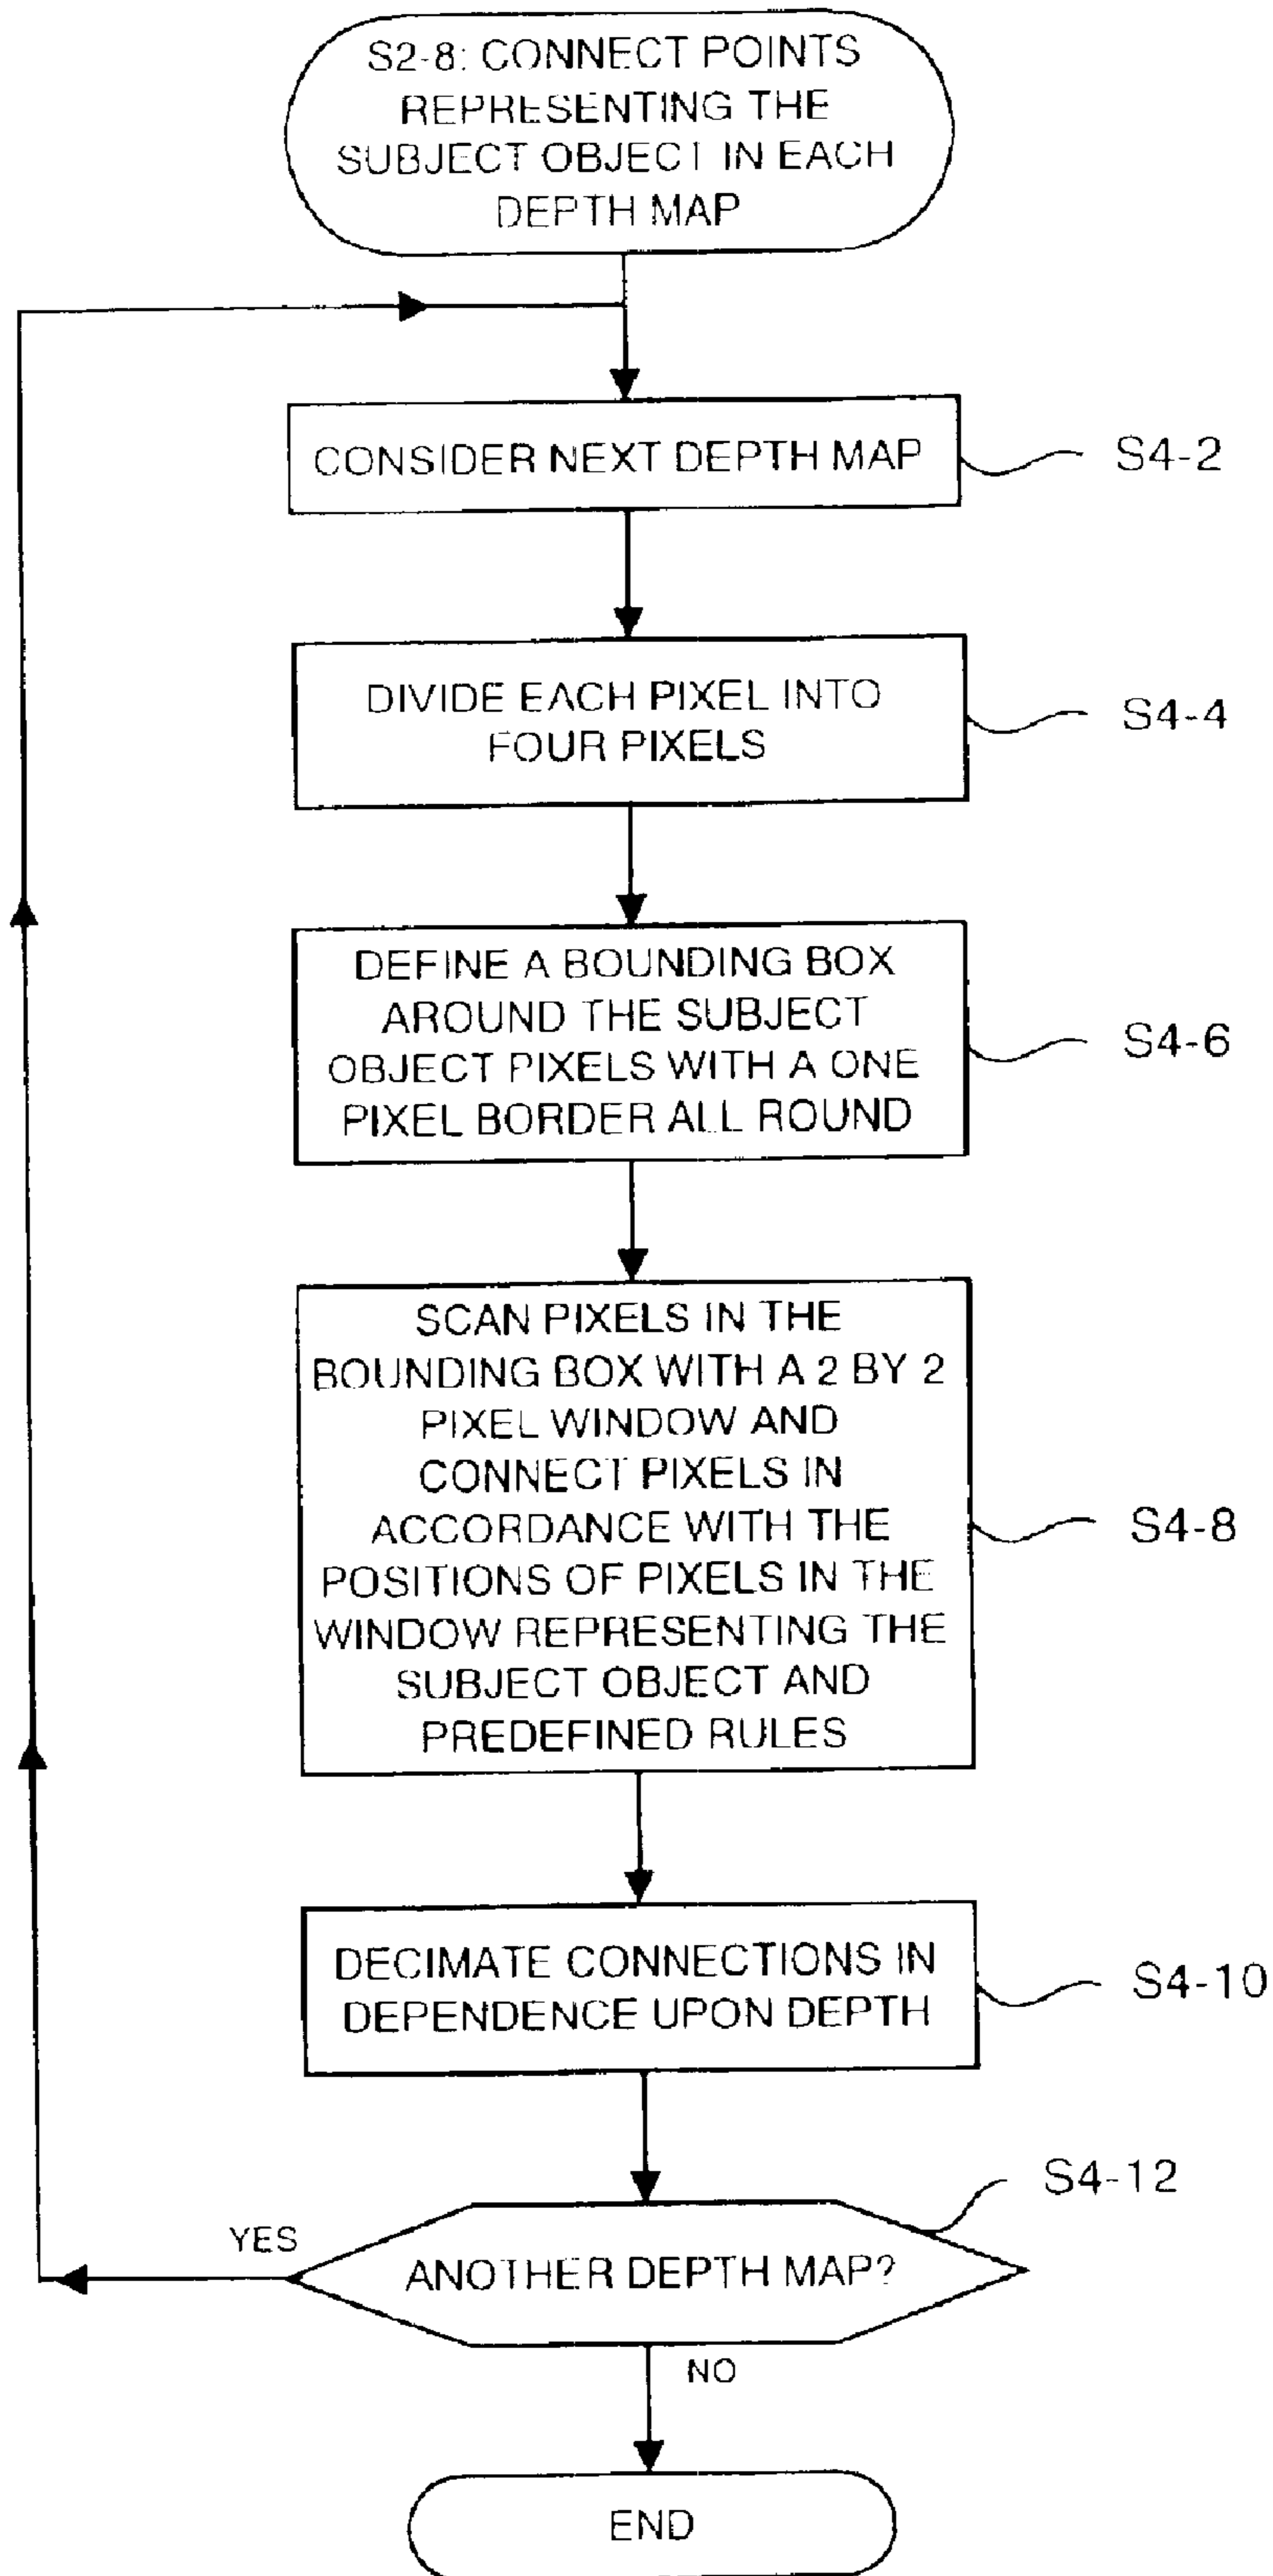 S2-8: CONNECT POINTS
REPRESENTING THE
SUBJECT OBJECT IN EACH
DEPTH MAP
CONSIDER NEXT DEPTH MAP
S4-2
DIVIDE EACH PIXEL INTO
FOUR PIXELS
S4-4
DEFINE A BOUNDING BOX
AROUND THE SUBJECT
OBJECT PIXELS WITH A ONE
PIXEL BORDER ALL ROUND
S4-6
SCAN PIXELS IN THE
BOUNDING BOX WITH A 2 BY 2
PIXEL WINDOW AND
CONNECT PIXELS IN
ACCORDANCE WITH THE
POSITIONS OF PIXELS IN THE
WINDOW REPRESENTING THE
SUBJECT OBJECT AND
PREDEFINED RULES
S4-8
DECIMATE CONNECTIONS IN
DEPENDENCE UPON DEPTH
S4-10
S4-12
YES
ANOTHER DEPTH MAP?
NO
END